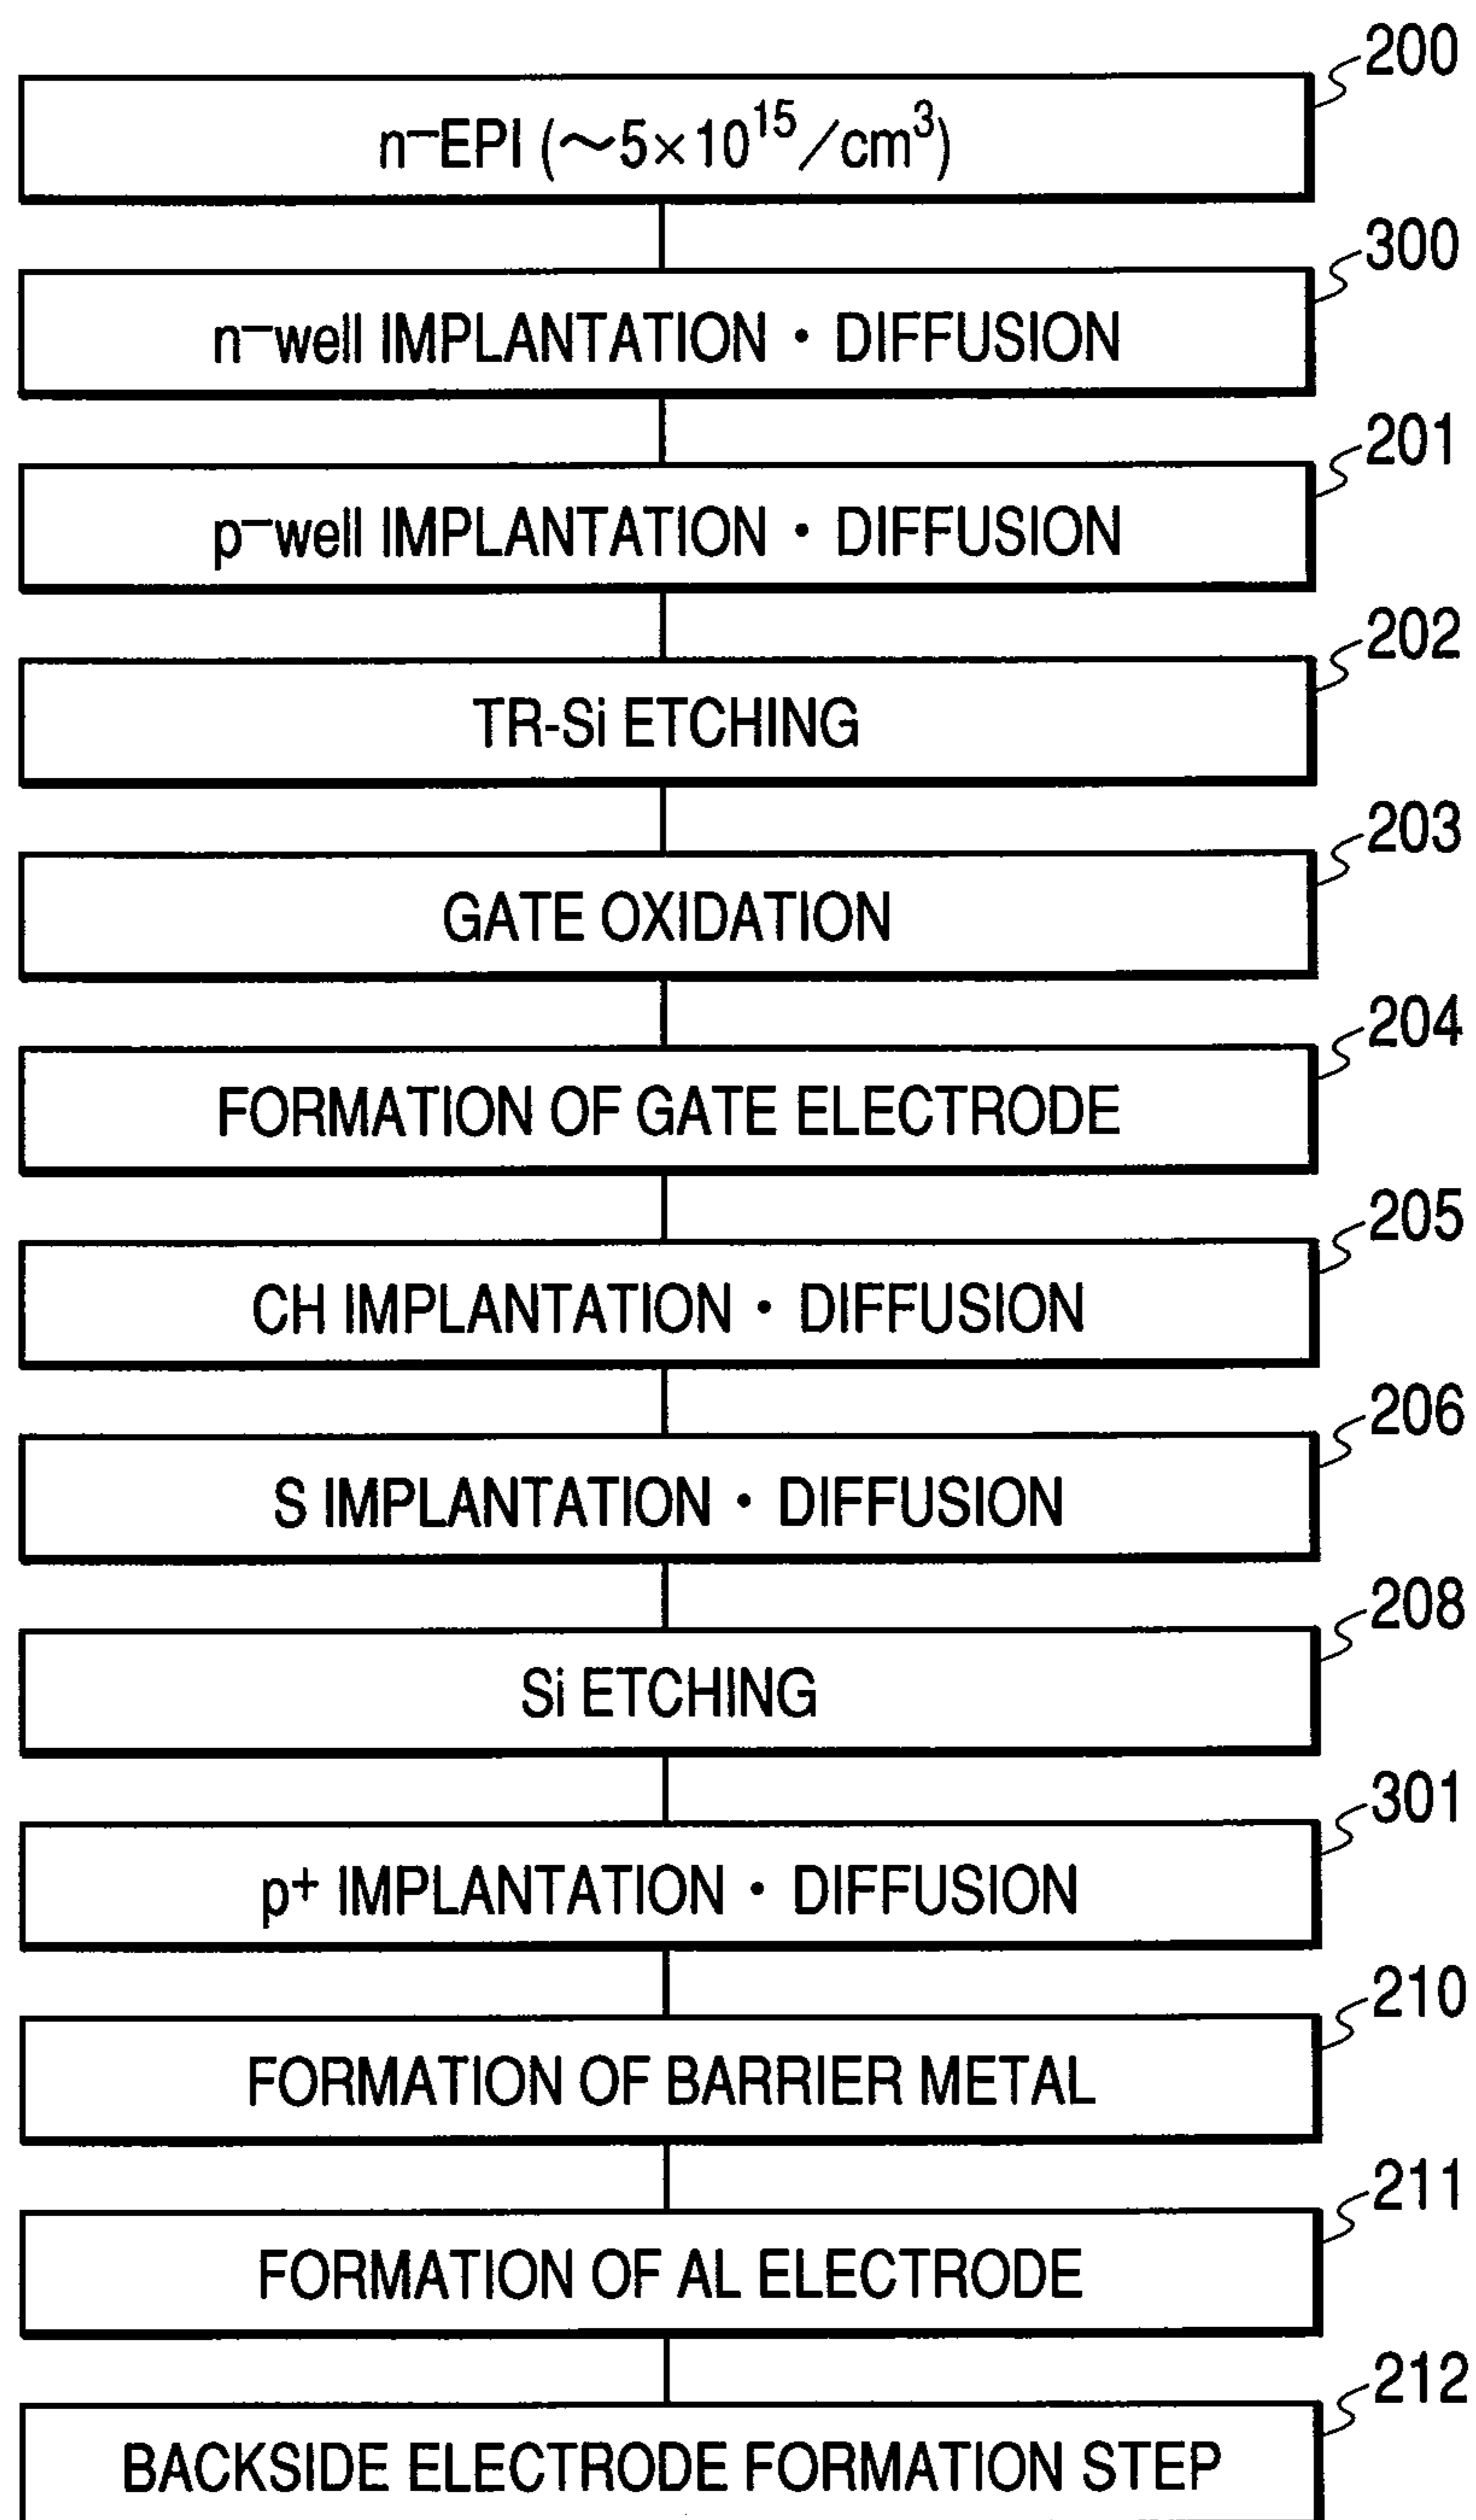 200
n⁻EPI (～5×10¹⁵/cm³)
300
n⁻well IMPLANTATION・DIFFUSION
201
p⁻well IMPLANTATION・DIFFUSION
202
TR-Si ETCHING
203
GATE OXIDATION
204
FORMATION OF GATE ELECTRODE
205
CH IMPLANTATION・DIFFUSION
206
S IMPLANTATION・DIFFUSION
208
Si ETCHING
301
p⁺ IMPLANTATION・DIFFUSION
210
FORMATION OF BARRIER METAL
211
FORMATION OF AL ELECTRODE
212
BACKSIDE ELECTRODE FORMATION STEP